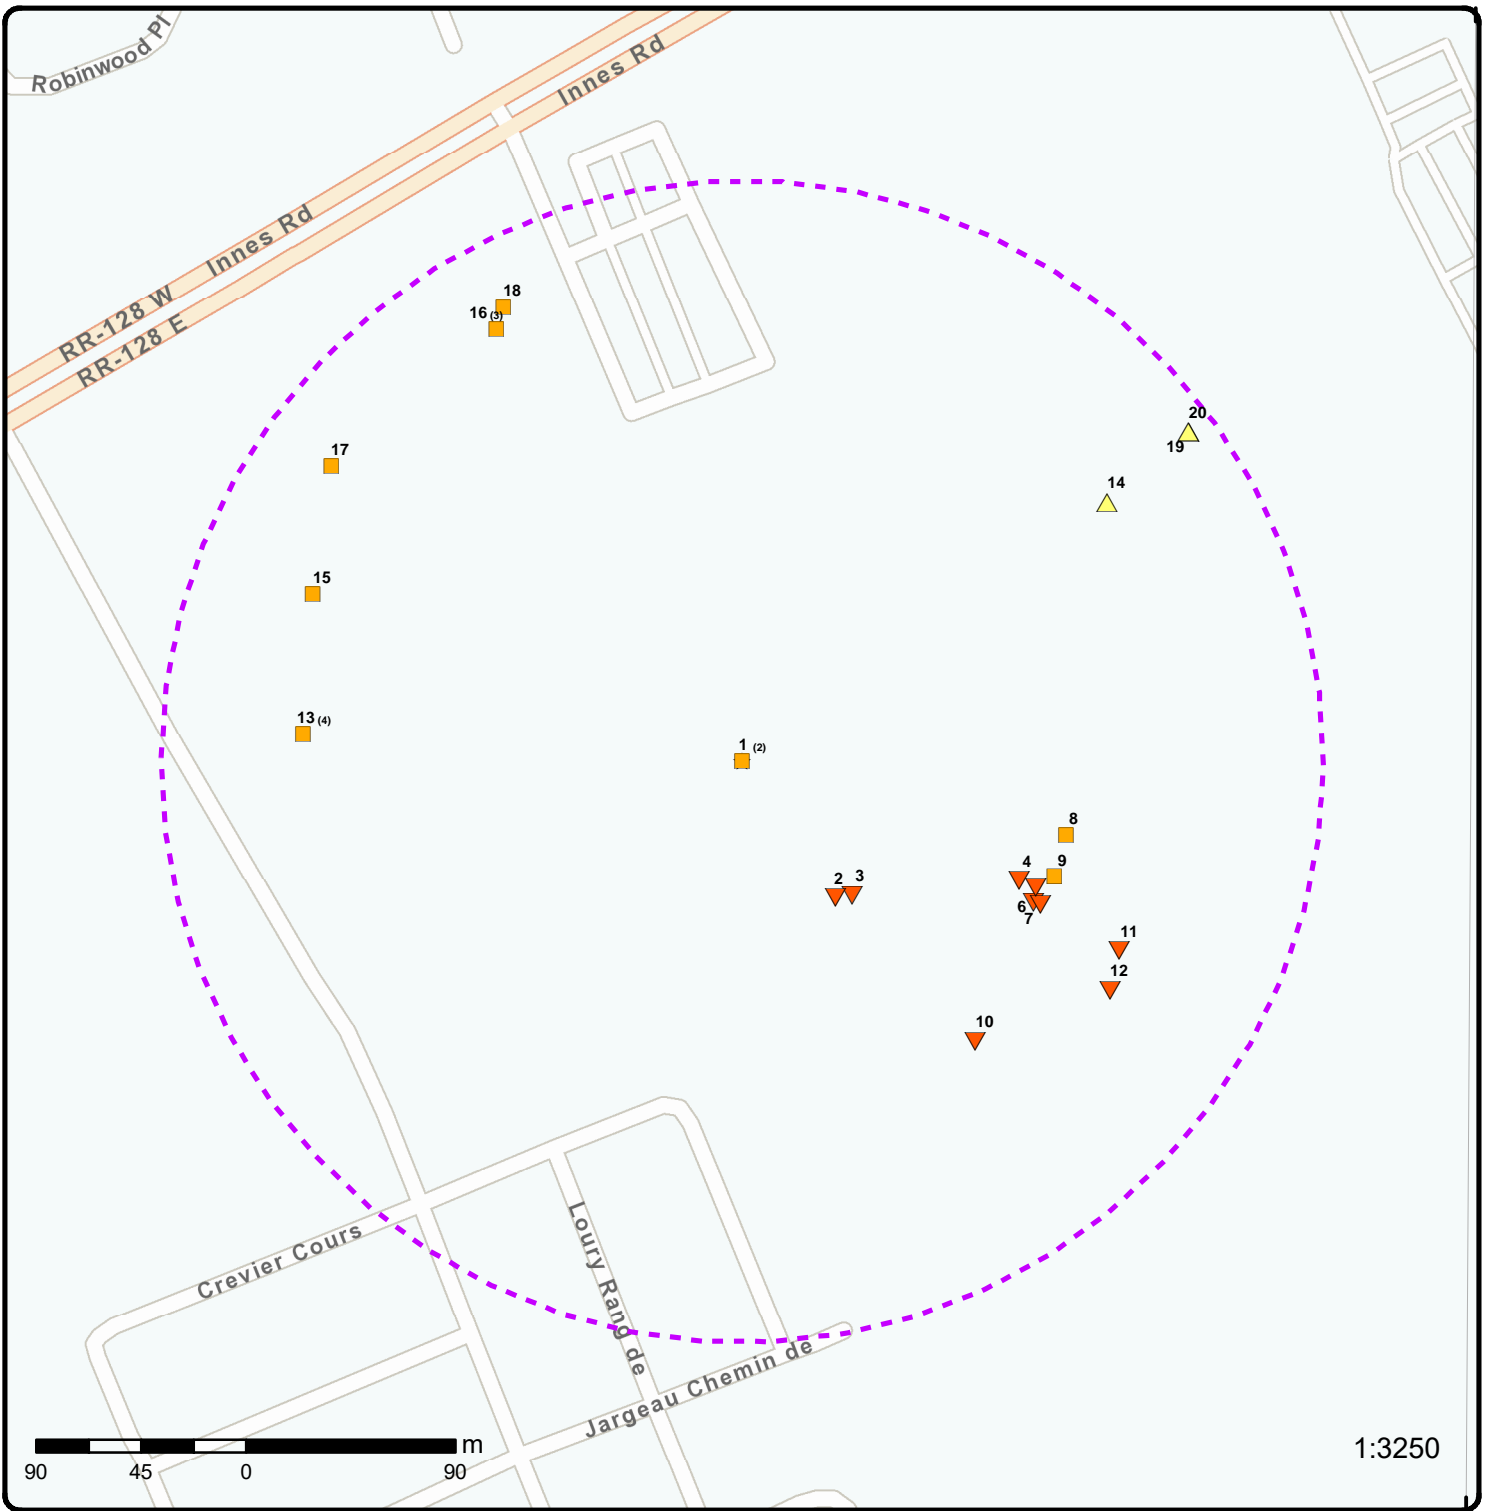 Robinwood Pl
Innes Rd
Innes Rd
RR-128 W
RR-128 E
18
16 (3)
20
19
17
14
15
13 (4)
1 (2)
8
4
9
2
3
6
7
11
12
10
Crevier Cours
Loury Rang de
Jargeau Chemin de
m
90 45 0 90
1:3250